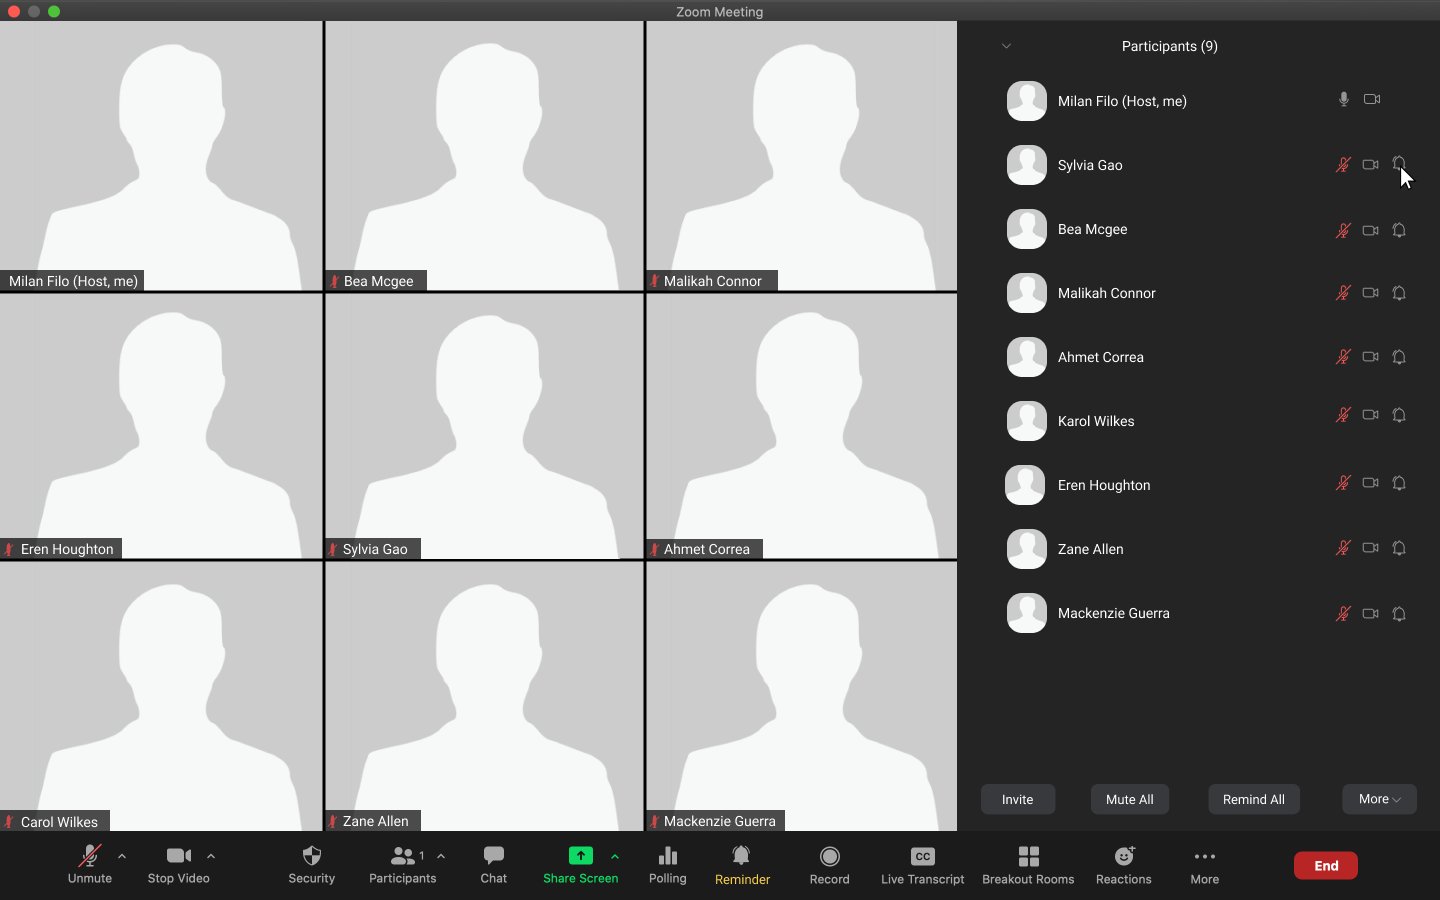 Zoom Meeting
Milan Filo (Host, me)
Bea Mcgee
Malikah Connor
Eren Houghton
Sylvia Gao
Ahmet Correa
Carol Wilkes
Zane Allen
Mackenzie Guerra
Participants (9)
Milan Filo (Host, me)
Sylvia Gao
Bea Mcgee
Malikah Connor
Ahmet Correa
Karol Wilkes
Eren Houghton
Zane Allen
Mackenzie Guerra
Invite
Mute All
Remind All
More
Unmute
Stop Video
Security
1
Participants
Chat
Share Screen
Polling
Reminder
Record
CC
Live Transcript
Breakout Rooms
Reactions
More
End